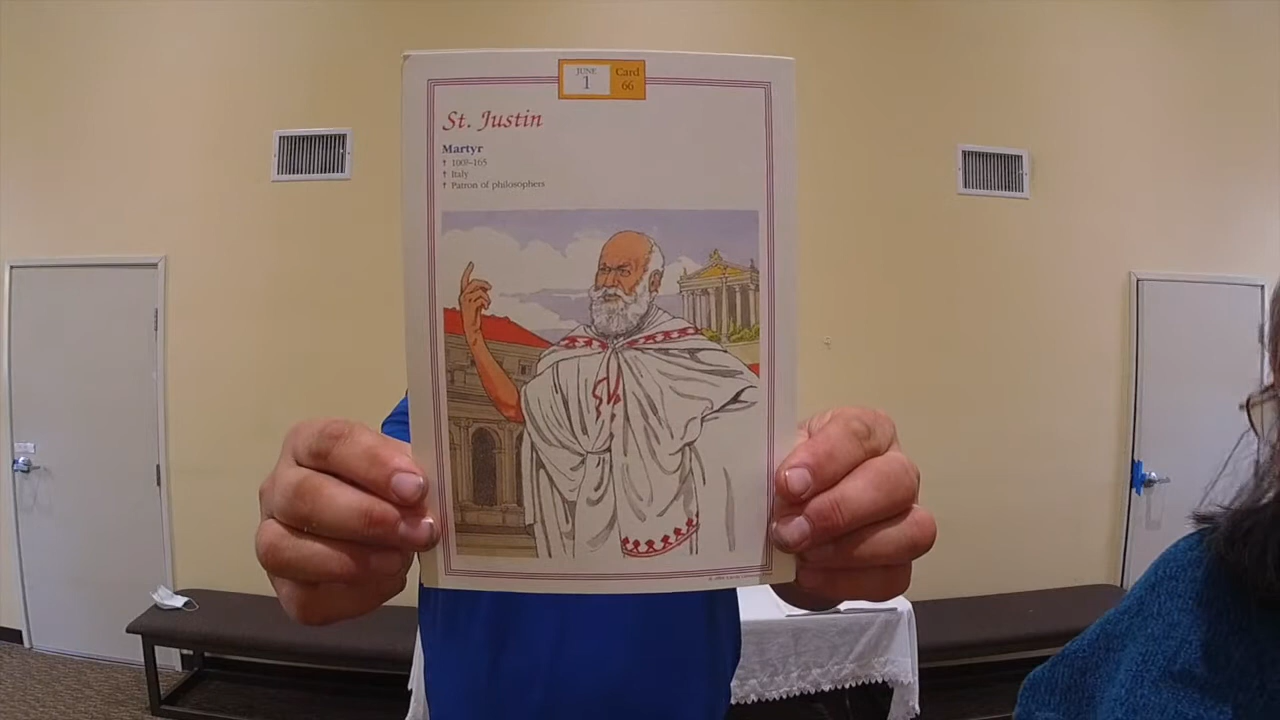 JUNE
1
Card
66
St. Justin
Martyr
† 100?–165
† Italy
† Patron of philosophers